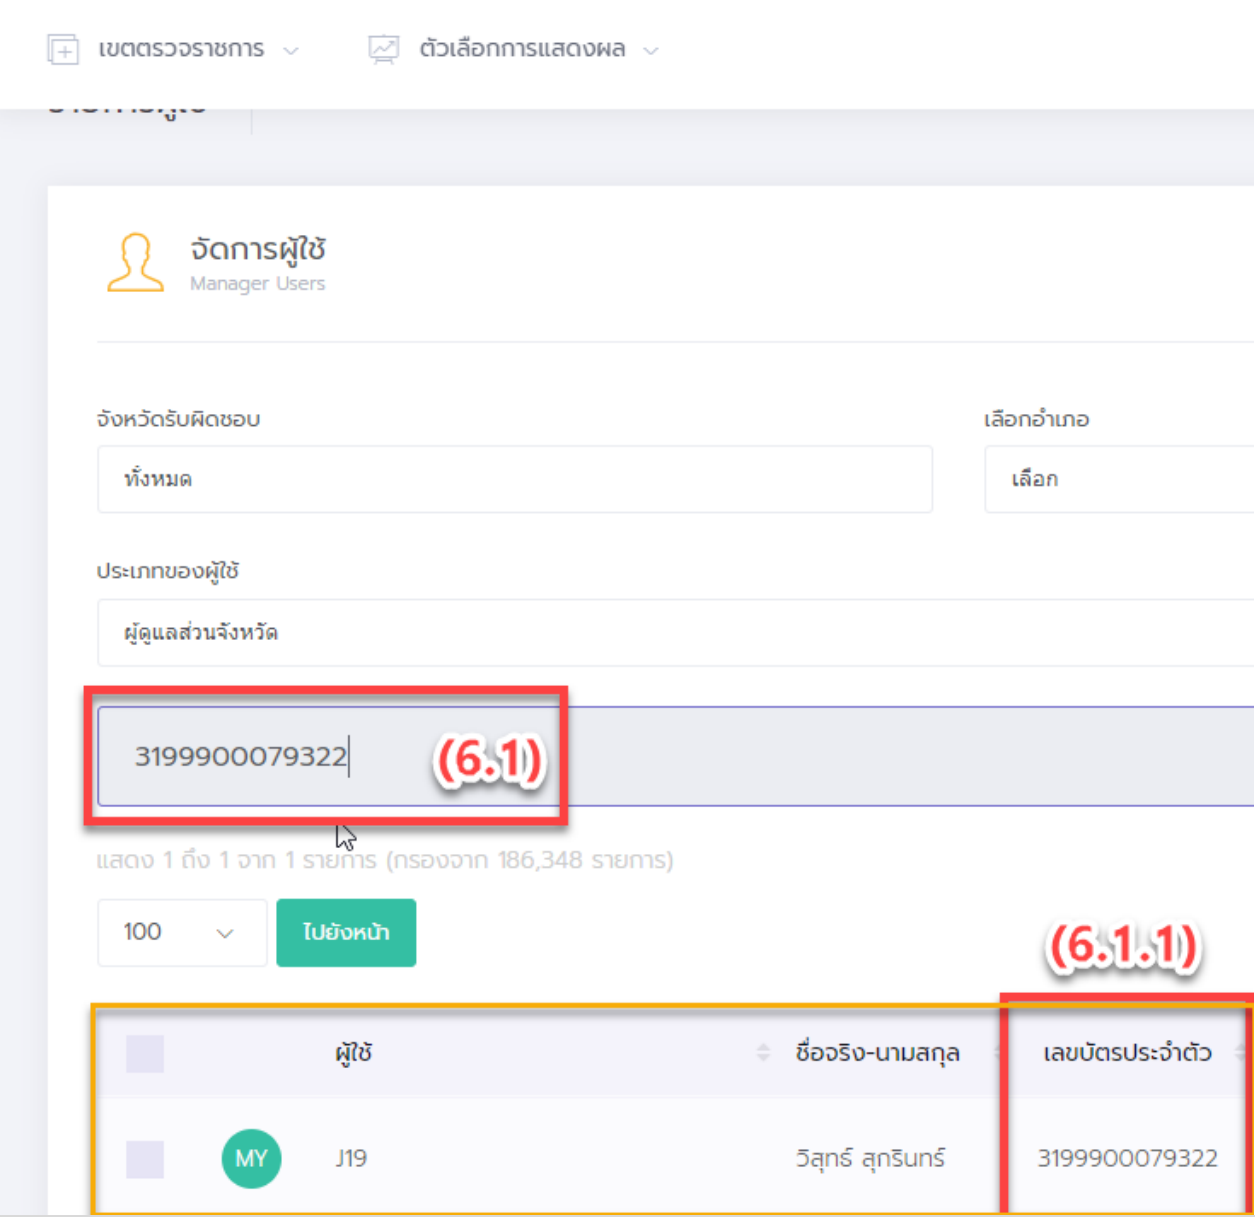 เขตตรวจราชการ ตัวเลือกการแสดงผล
รายการผู้ใช้
จัดการผู้ใช้
Manager Users
จังหวัดรับผิดชอบ เลือกอำเภอ
ทั้งหมด เลือก
ประเภทของผู้ใช้
ผู้ดูแลส่วนจังหวัด
3199900079322 (6.1)
แสดง 1 ถึง 1 จาก 1 รายการ (กรองจาก 186,348 รายการ)
100 ไปยังหน้า
(6.1.1)
ผู้ใช้ ชื่อจริง-นามสกุล เลขบัตรประจำตัว
MY J19 วิสุทธ์ สุกรินทร์ 3199900079322